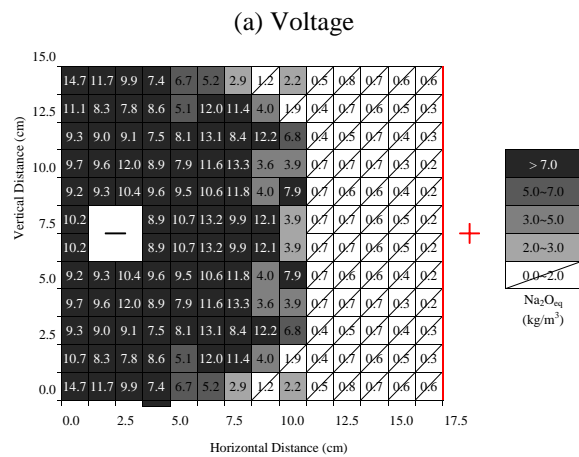 (a) Voltage
15.0
12.5
10.0
7.5
5.0
2.5
0.0
Vertical Distance (cm)
14.7 11.7 9.9 7.4 6.7 5.2 2.9 1.2 2.2 0.5 0.8 0.7 0.6 0.6
11.1 8.3 7.8 8.6 5.1 12.0 11.4 4.0 1.9 0.4 0.7 0.6 0.5 0.3
9.3 9.0 9.1 7.5 8.1 13.1 8.4 12.2 6.8 0.4 0.5 0.7 0.4 0.3
9.7 9.6 12.0 8.9 7.9 11.6 13.3 3.6 3.9 0.7 0.7 0.6 0.3 0.2
9.2 9.3 10.4 9.6 9.5 10.6 11.8 4.0 7.9 0.7 0.7 0.5 0.3 0.2
10.2 8.9 10.7 13.2 9.9 12.1 3.9 0.7 0.7 0.5 0.4 0.2
— +
10.2 8.9 10.7 13.2 9.9 12.1 3.9 0.7 0.7 0.5 0.4 0.2
9.2 9.3 10.4 9.6 9.5 10.6 11.8 4.0 7.9 0.7 0.7 0.5 0.3 0.2
9.7 9.6 12.0 8.9 7.9 11.6 13.3 3.6 3.9 0.7 0.7 0.6 0.3 0.2
9.3 9.0 9.1 7.5 8.1 13.1 8.4 12.2 6.8 0.4 0.5 0.7 0.4 0.3
10.7 8.3 7.8 8.6 5.1 12.0 11.4 4.0 1.9 0.4 0.7 0.6 0.5 0.3
14.7 11.7 9.9 7.4 6.7 5.2 2.9 1.2 2.2 0.5 0.8 0.7 0.6 0.6
0.0 2.5 5.0 7.5 10.0 12.5 15.0 17.5
Horizontal Distance (cm)
> 7.0
5.0~7.0
3.0~5.0
2.0~3.0
0.0~2.0
Na₂Oeq
(kg/m³)